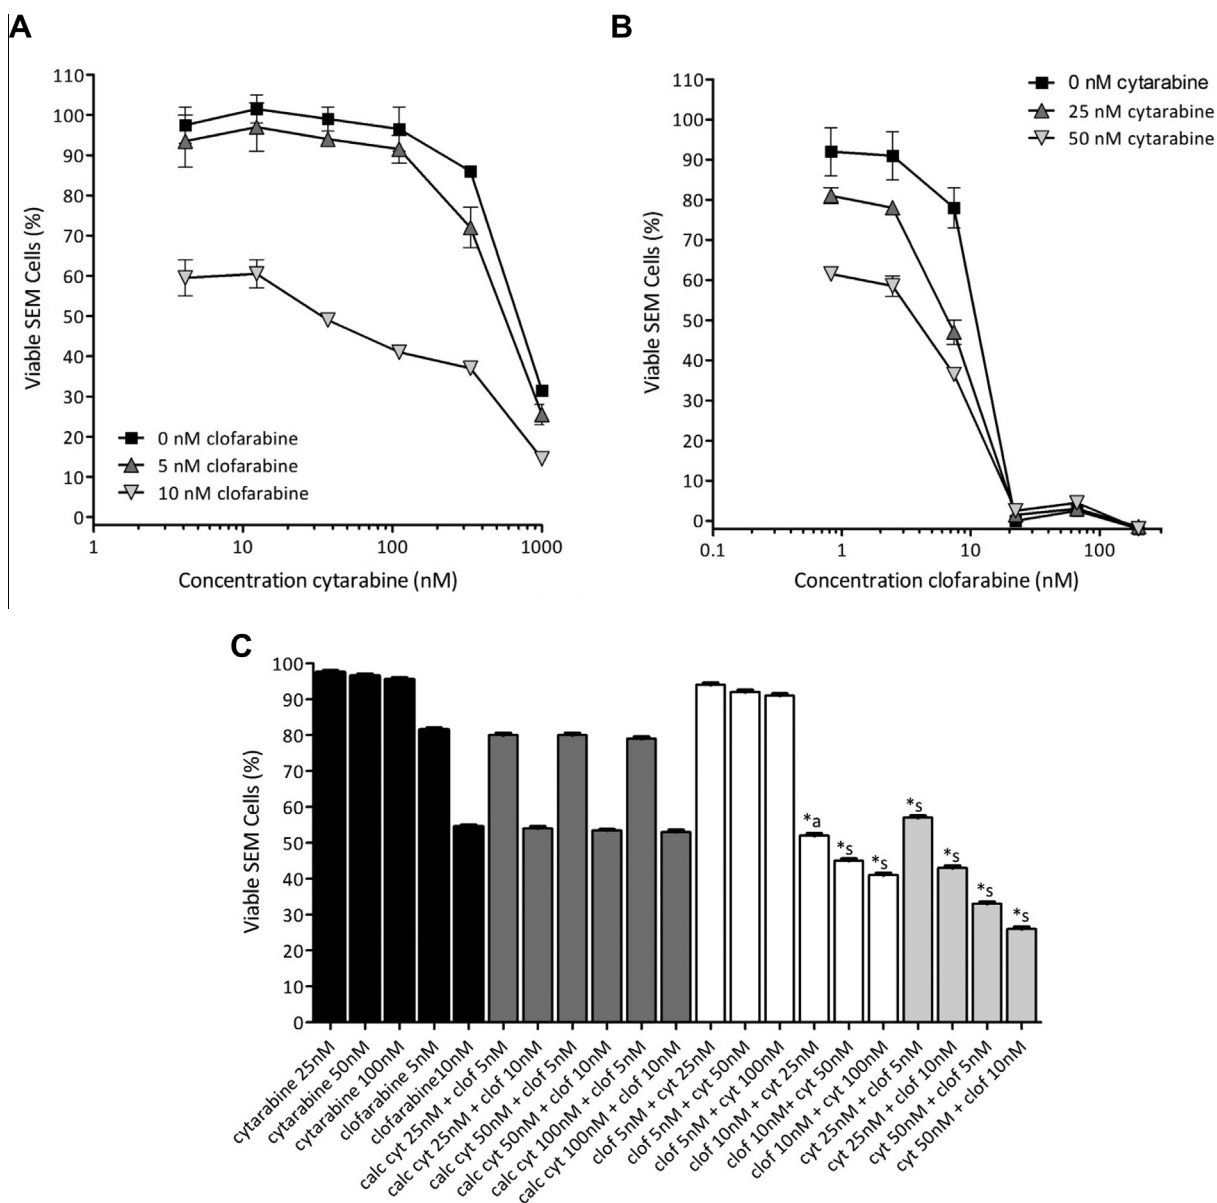 A
110
100
90
80
70
60
50
40
30
20
10
0
Viable SEM Cells (%)
0 nM clofarabine
5 nM clofarabine
10 nM clofarabine
1 10 100 1000
Concentration cytarabine (nM)
B
110
100
90
80
70
60
50
40
30
20
10
0
Viable SEM Cells (%)
0 nM cytarabine
25 nM cytarabine
50 nM cytarabine
0.1 1 10 100
Concentration clofarabine (nM)
C
100
90
80
70
60
50
40
30
20
10
0
Viable SEM Cells (%)
*a
*s
*s
*s
*s
*s
*s
cytarabine 25nM
cytarabine 50nM
cytarabine 100nM
clofarabine 5nM
clofarabine10nM
calc cyt 25nM + clof 5nM
calc cyt 25nM + clof 10nM
calc cyt 50nM + clof 5nM
calc cyt 50nM + clof 10nM
calc cyt 100nM + clof 5nM
calc cyt 100nM + clof 10nM
clof 5nM + cyt 25nM
clof 5nM + cyt 50nM
clof 5nM + cyt 100nM
clof 10nM + cyt 25nM
clof 10nM+ cyt 50nM
clof 10nM + cyt 100nM
cyt 25nM + clof 5nM
cyt 25nM + clof 10nM
cyt 50nM + clof 5nM
cyt 50nM + clof 10nM